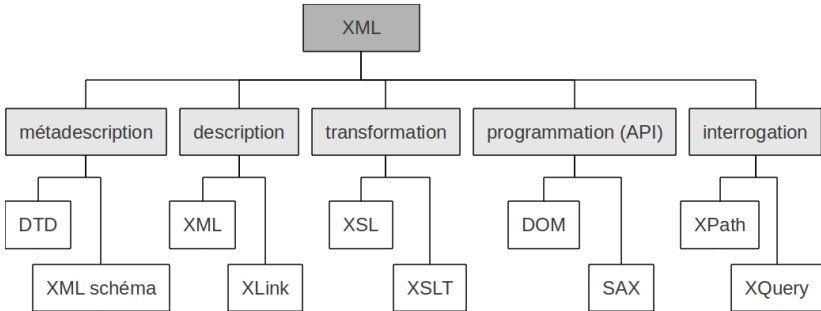 XML
métadescription
description
transformation
programmation (API)
interrogation
DTD
XML
XSL
DOM
XPath
XML schéma
XLink
XSLT
SAX
XQuery